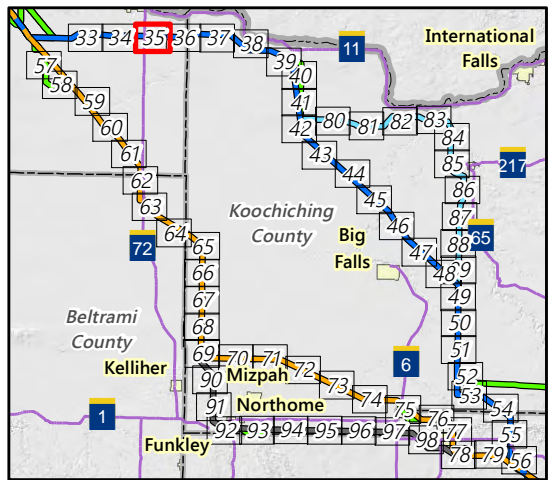 33 34 35 36 37 38
11
International
Falls
39
40
57
58
59
41
80 81 82 83
60
42
84
61
43
85
217
62
44
86
63
45
Koochiching
County
87
64
46
65
Big
Falls
88
65
72
47
66
48
89
67
49
Beltrami
County
68
50
69 70 71
51
6
Kelliher
90
Mizpah
72
52
73
53
91
Northome
74
75
54
1
76
92 93 94 95 96 97
77
55
Funkley
98
78 79 56